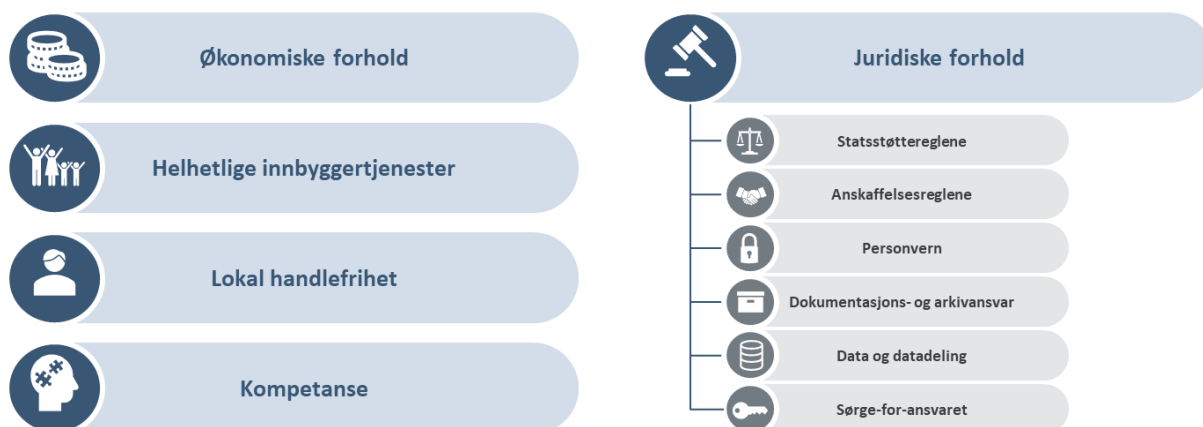 Økonomiske forhold
Helhetlige innbyggertjenester
Lokal handlefrihet
Kompetanse
Juridiske forhold
Statsstøttereglene
Anskaffelsesreglene
Personvern
Dokumentasjons- og arkivansvar
Data og datadeling
Sørge-for-ansvaret